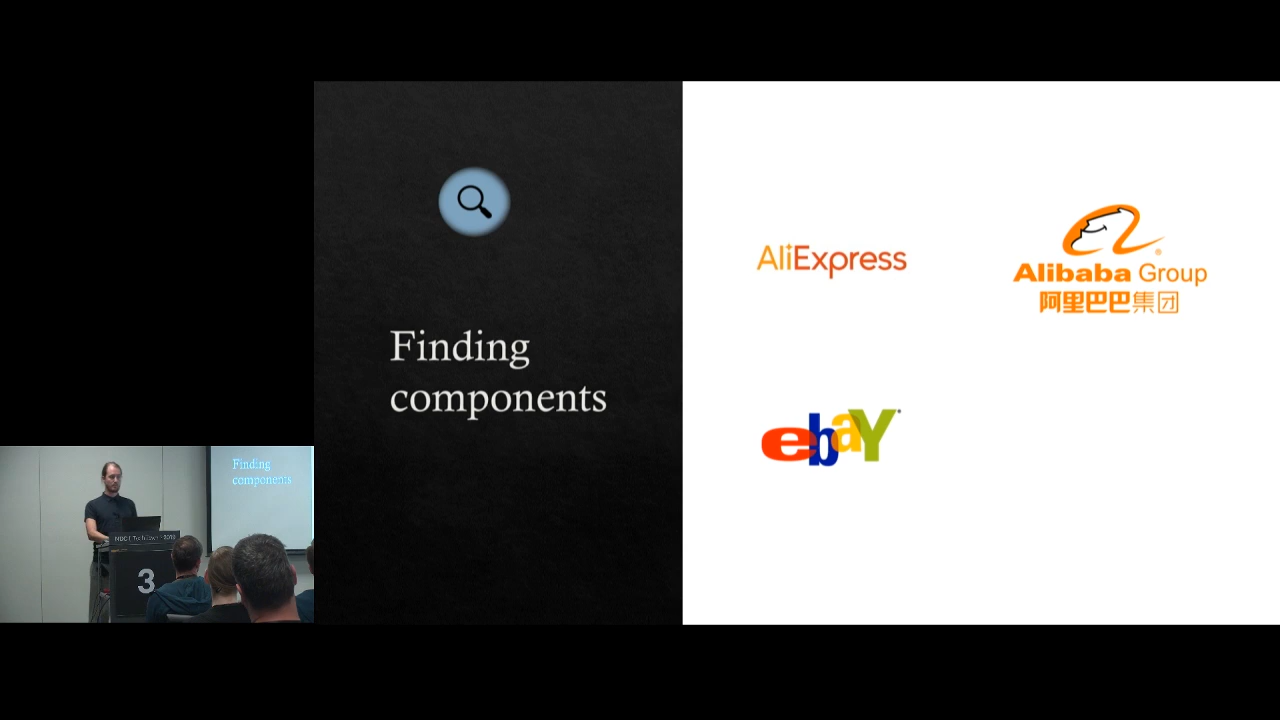 Finding
components
AliExpress
Alibaba Group
阿里巴巴集团
ebaY
Finding
components
3